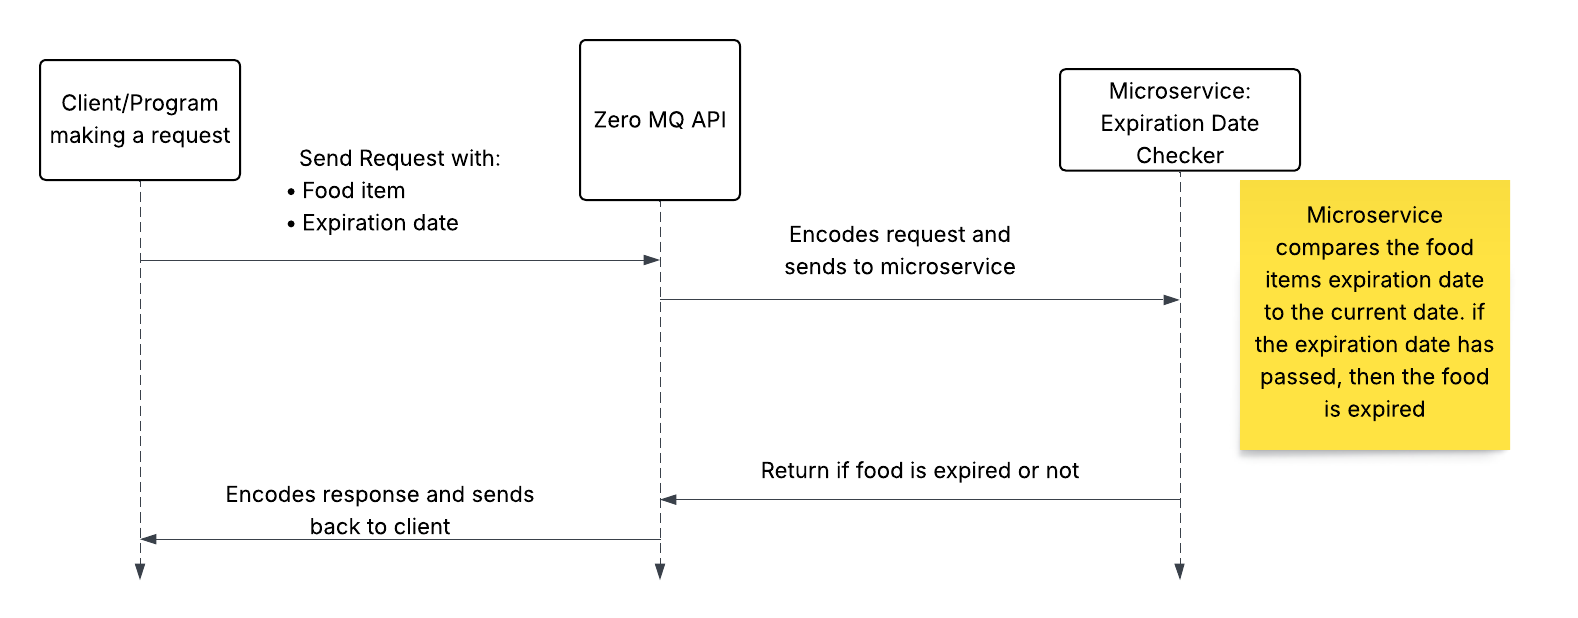 Client/Program
making a request
Zero MQ API
Microservice:
Expiration Date
Checker
Send Request with:
• Food item
• Expiration date
Encodes request and
sends to microservice
Microservice
compares the food
items expiration date
to the current date. if
the expiration date has
passed, then the food
is expired
Return if food is expired or not
Encodes response and sends
back to client